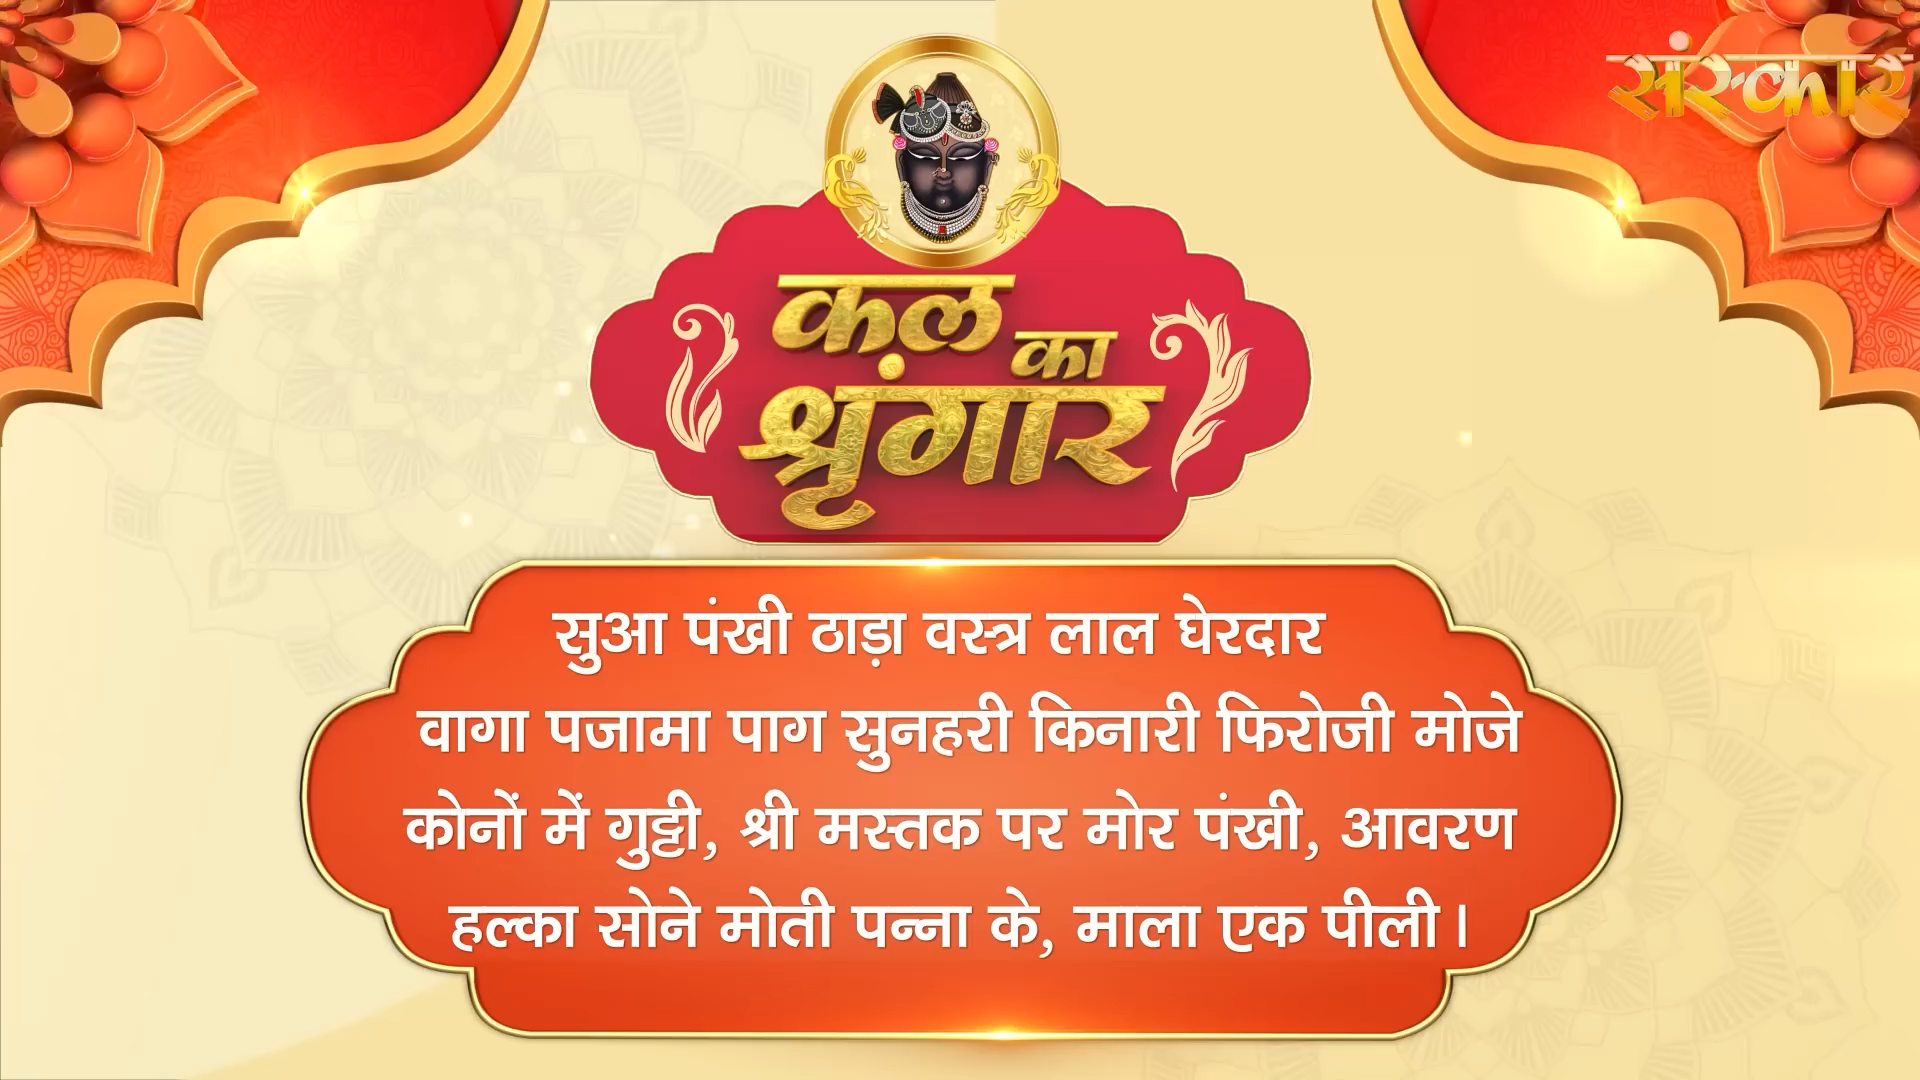 संस्कार
कल का
श्रृंगार
सुआ पंखी ठाड़ा वस्त्र लाल घेरदार
वागा पजामा पाग सुनहरी किनारी फिरोजी मोजे
कोनों में गुट्टी, श्री मस्तक पर मोर पंखी, आवरण
हल्का सोने मोती पन्ना के, माला एक पीली।